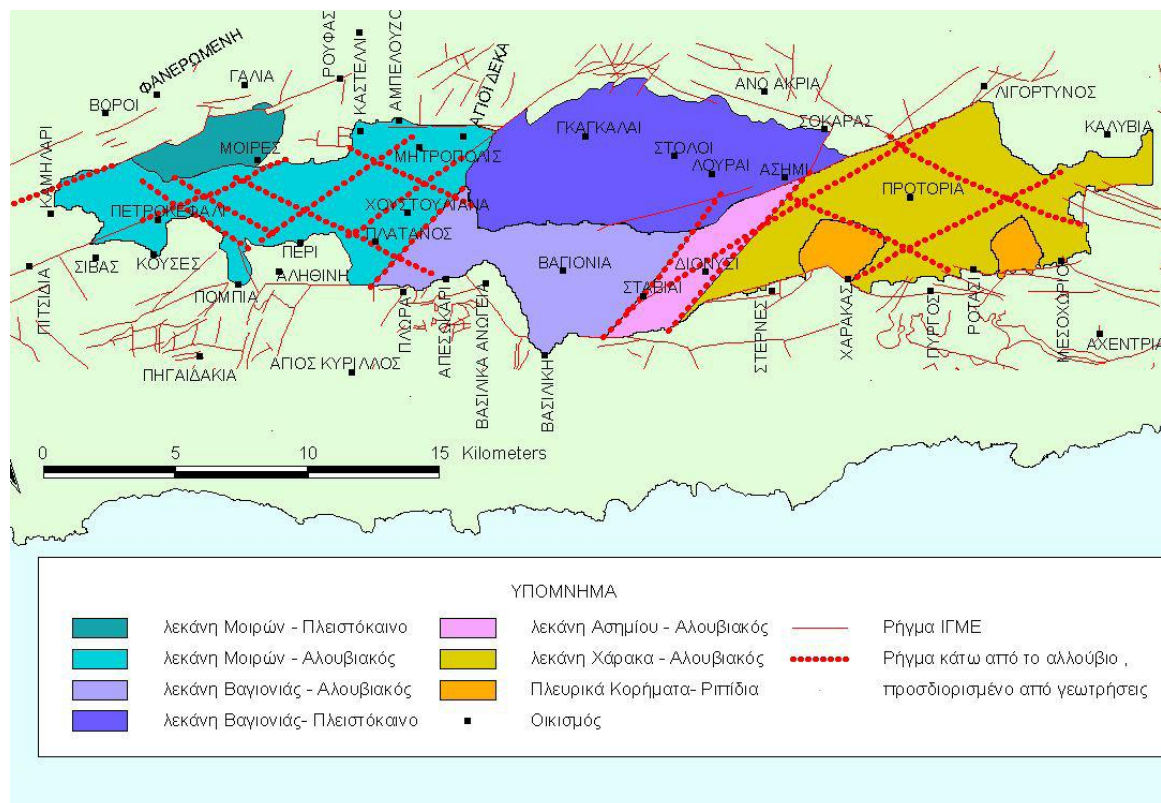 ΦΑΝΕΡΩΜΕΝΗ
ΓΑΛΙΑ
ΒΟΡΟΙ
ΡΟΥΦΑΣ
ΚΑΣΤΕΛΛΙ
ΑΜΠΕΛΟΥΖΟ
ΑΓΙΟΙ ΔΕΚΑ
ΑΝΩ ΑΚΡΙΑ
ΛΙΓΟΡΤΥΝΟΣ
ΣΟΚΑΡΑΣ
ΚΑΛΥΒΙΑ
ΓΚΑΓΚΑΛΑΙ
ΚΑΜΗΛΑΡΙ
ΜΟΙΡΕΣ
ΜΗΤΡΟΠΟΛΙΣ
ΣΤΟΛΟΙ
ΛΟΥΡΑΙ
ΑΣΗΜΙ
ΠΡΟΤΟΡΙΑ
ΠΕΤΡΟΚΕΦΑΛΙ
ΧΟΥΣΤΟΥΛΙΑΝΑ
ΠΛΑΤΑΝΟΣ
ΠΕΡΙ
ΣΙΒΑΣ
ΚΟΥΣΕΣ
ΑΛΗΘΙΝΗ
ΒΑΓΙΟΝΙΑ
ΔΙΟΝΥΣΙ
ΣΤΑΒΙΑΙ
ΠΙΤΣΙΔΙΑ
ΠΟΜΠΙΑ
ΠΛΩΡΑ
ΑΠΕΣΩΚΑΡΙ
ΒΑΣΙΛΙΚΑ ΑΝΩΓΕΙΑ
ΒΑΣΙΛΙΚΗ
ΣΤΕΡΝΕΣ
ΧΑΡΑΚΑΣ
ΠΥΡΓΟΣ
ΡΟΤΑΣΙ
ΜΕΣΟΧΩΡΙΟ
ΑΧΕΝΤΡΙΑ
ΠΗΓΑΙΔΑΚΙΑ
ΑΓΙΟΣ ΚΥΡΙΛΛΟΣ
0 5 10 15 Kilometers
ΥΠΟΜΝΗΜΑ
λεκάνη Μοιρών - Πλειστόκαινο
λεκάνη Μοιρών - Αλουβιακός
λεκάνη Βαγιονιάς - Αλουβιακός
λεκάνη Βαγιονιάς- Πλειστόκαινο
λεκάνη Ασημίου - Αλουβιακός
λεκάνη Χάρακα - Αλουβιακός
Πλευρικά Κορήματα- Ριπίδια
Οικισμός
Ρήγμα ΙΓΜΕ
Ρήγμα κάτω από το αλλούβιο ,
προσδιορισμένο από γεωτρήσεις